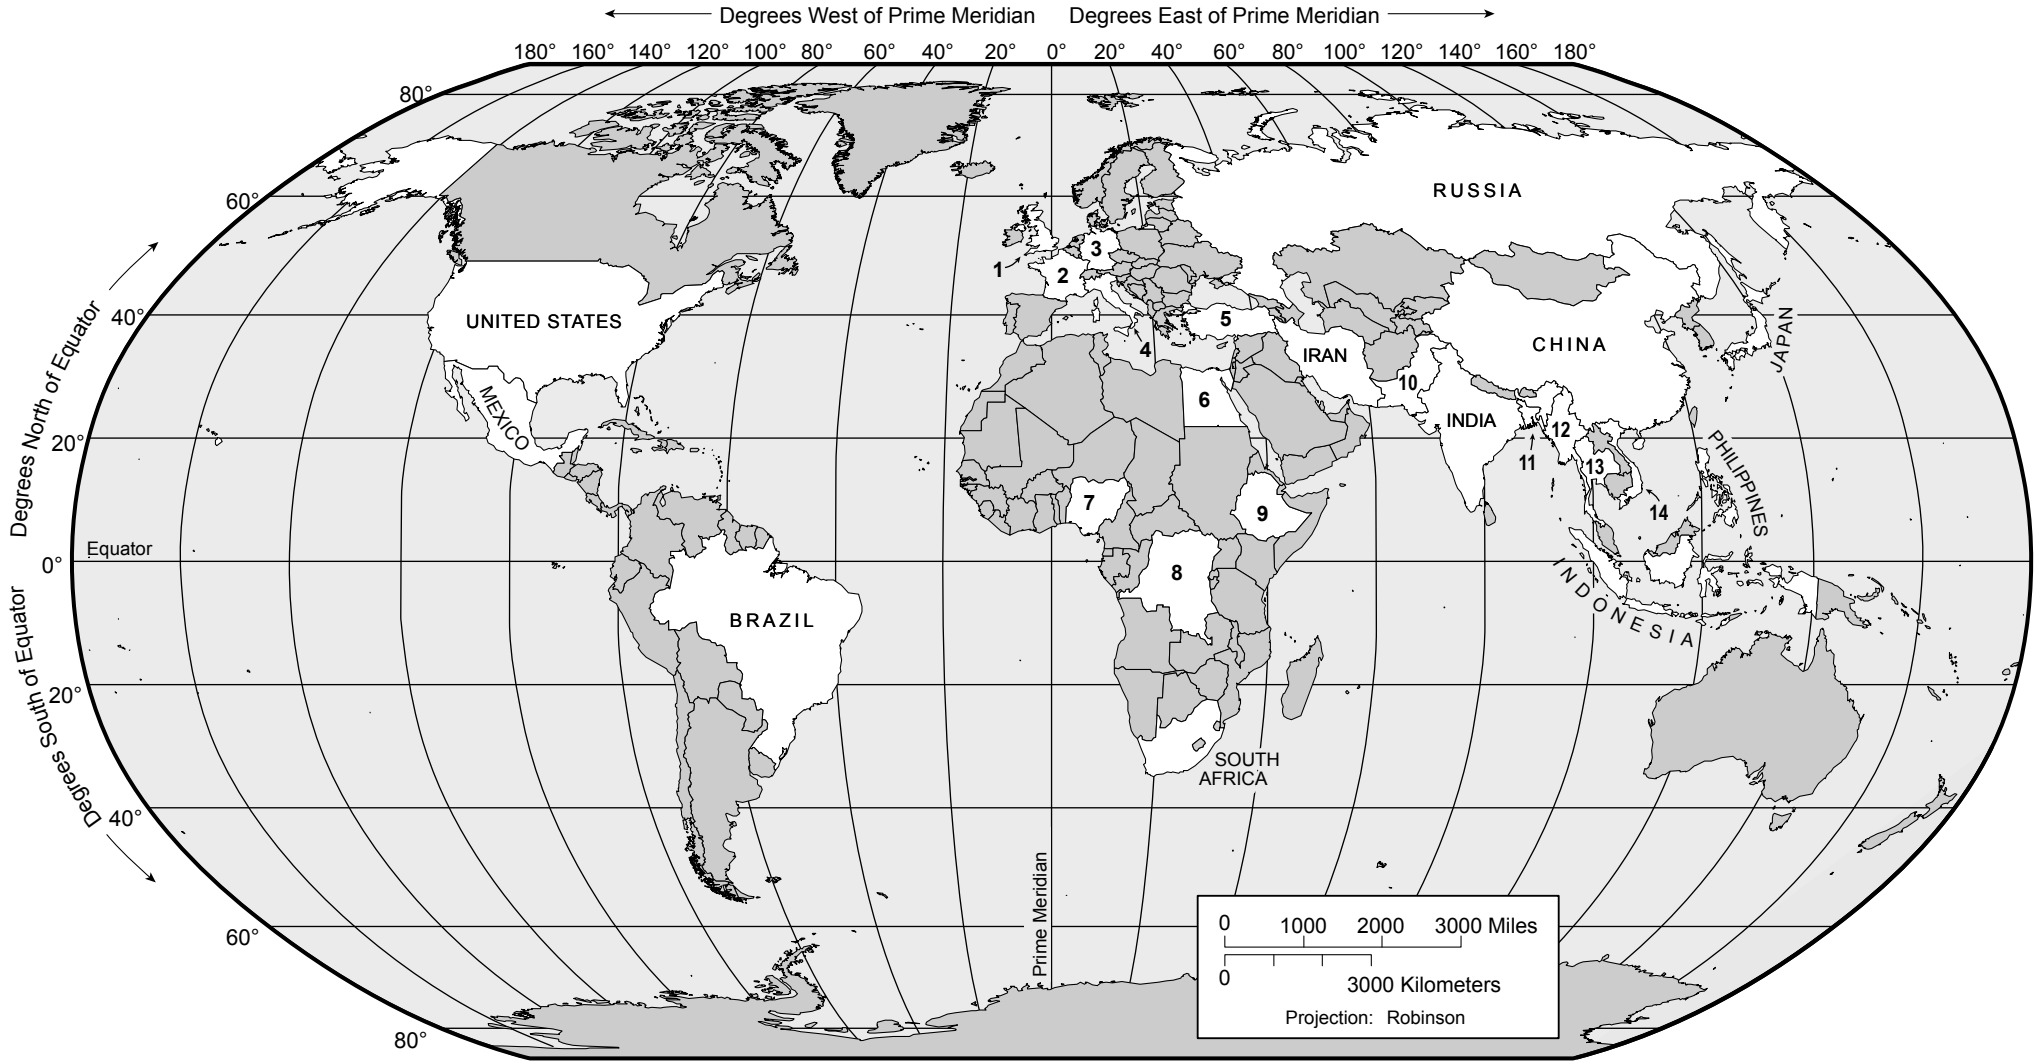 Degrees West of Prime Meridian Degrees East of Prime Meridian
180° 160° 140° 120° 100° 80° 60° 40° 20° 0° 20° 40° 60° 80° 100° 120° 140° 160° 180°
80°
60°
40°
20°
0°
20°
40°
60°
80°
Degrees North of Equator
Degrees South of Equator
Equator
Prime Meridian
RUSSIA
UNITED STATES
MEXICO
BRAZIL
IRAN
CHINA
JAPAN
INDIA
PHILIPPINES
INDONESIA
SOUTH
AFRICA
1
2
3
4
5
6
7
8
9
10
11
12
13
14
0 1000 2000 3000 Miles
0 3000 Kilometers
Projection: Robinson